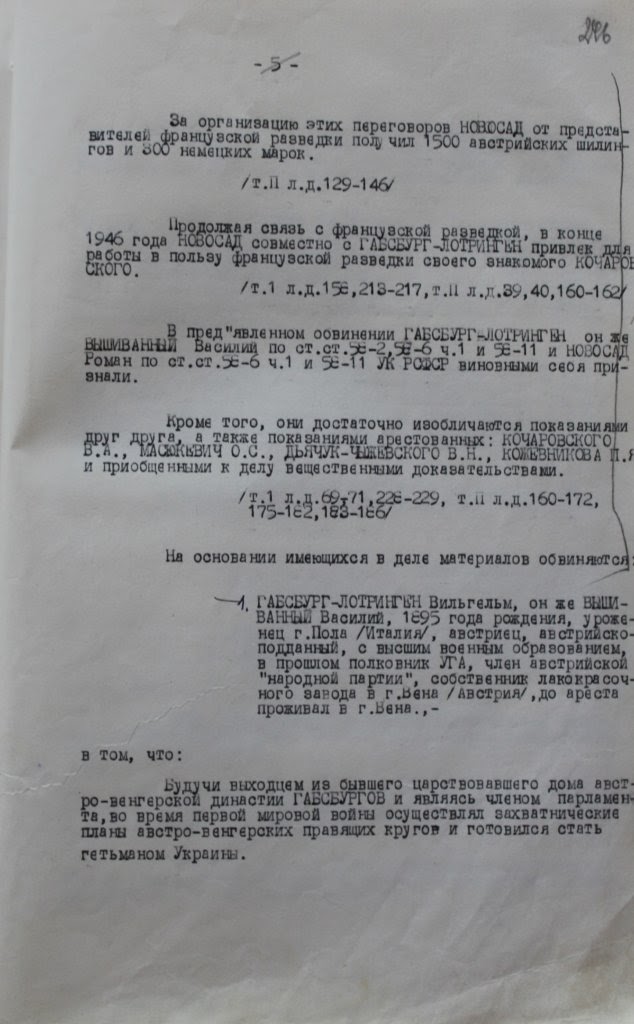 226
- 5 -
За организацию этих переговоров НОВОСАД от предста-
вителей французской разведки получил 1500 австрийских шилин-
гов и 300 немецких марок.
/т.П л.д.129-146/
Продолжая связь с французской разведкой, в конце
1946 года НОВОСАД совместно с ГАБСБУРГ-ЛОТРИНГЕН привлек для
работы в пользу французской разведки своего знакомого КОЧАРОВ
СКОГО.
/т.1 л.д.158,213-217,т.П л.д.39,40,160-162/
В пред"явленном обвинении ГАБСБУРГ-ЛОТРИНГЕН он же
ВЫШИВАННЫЙ Василий по ст.ст.58-2,58-6 ч.1 и 58-11 и НОВОСАД
Роман по ст.ст.58-6 ч.1 и 58-11 УК РСФСР виновными себя при-
знали.
Кроме того, они достаточно изобличаются показаниями
друг друга, а также показаниями арестованных: КОЧАРОВСКОГО
В.А., МАСЮКЕВИЧ О.С., ДЬЯЧУК-ЧЫЖЕВСКОГО В.Н., КОЖЕВНИКОВА П.Я
и приобщенными к делу вещественными доказательствами.
/т.1 л.д.69-71,228-229, т.П л.д.160-172,
175-182,183-186/
На основании имеющихся в деле материалов обвиняются:
1. ГАБСБУРГ-ЛОТРИНГЕН Вильгельм, он же ВЫШИ-
ВАННЫЙ Василий, 1895 года рождения, уроже-
нец г.Пола /Италия/, австриец, австрийско-
подданный, с высшим военным образованием,
в прошлом полковник УГА, член австрийской
"народной партии", собственник лакокрасоч-
ного завода в г.Вена /Австрия/,до ареста
проживал в г.Вена.,-
в том, что:
Будучи выходцем из бывшего царствовавшего дома авст-
ро-венгерской династии ГАБСБУРГОВ и являясь членом парламен-
та,во время первой мировой войны осуществлял захватнические
планы австро-венгерских правящих кругов и готовился стать
гетьманом Украины.